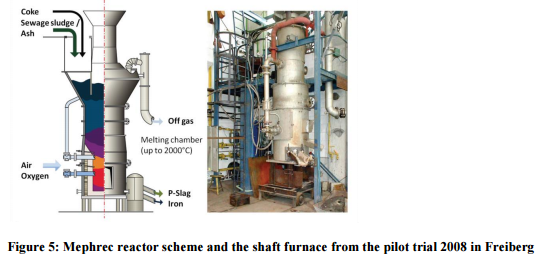 Coke
Sewage sludge /
Ash
Off gas
Melting chamber
(up to 2000°C)
Air
Oxygen
P-Slag
Iron
Figure 5: Mephrec reactor scheme and the shaft furnace from the pilot trial 2008 in Freiberg